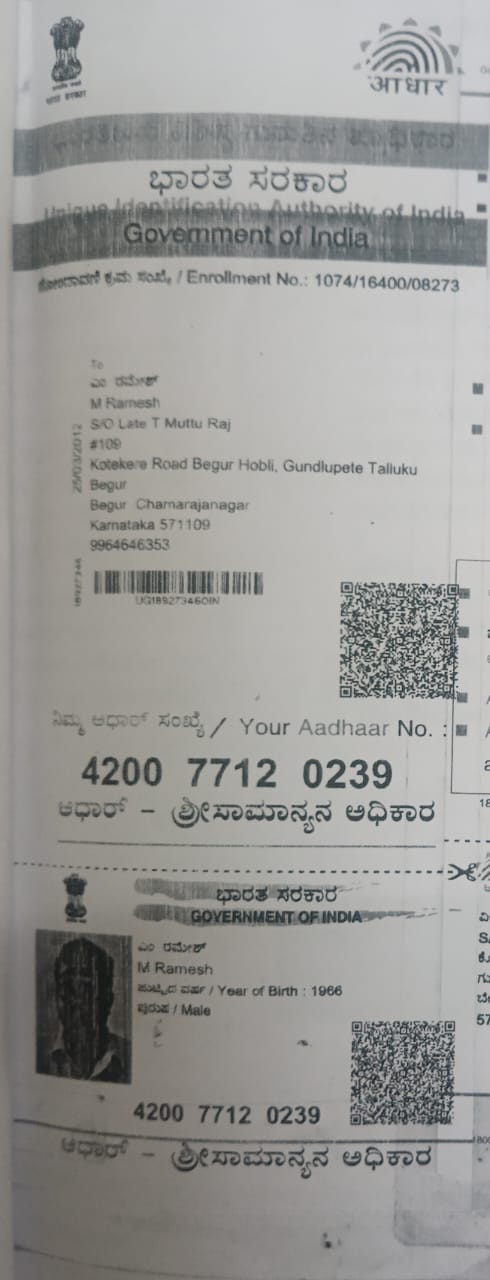 आधार
ಭಾರತ ಸರಕಾರ
Unique Identification Authority of India
Government of India
ಕ್ರಮ ಸಂಖ್ಯೆ / Enrollment No.: 1074/16400/08273
To
ಎಂ ರಮೇಶ್
M Ramesh
S/O Late T Muttu Raj
#109
Kotekere Road Begur Hobli, Gundlupete Talluku
Begur
Begur Chamarajanagar
Karnataka 571109
9964646353
25/03/2012
ನಿಮ್ಮ ಆಧಾರ್ ಸಂಖ್ಯೆ / Your Aadhaar No. :
4200 7712 0239
ಆಧಾರ್ – ಶ್ರೀಸಾಮಾನ್ಯನ ಅಧಿಕಾರ
ಭಾರತ ಸರಕಾರ
GOVERNMENT OF INDIA
ಎಂ ರಮೇಶ್
M Ramesh
ಹುಟ್ಟಿದ ವರ್ಷ / Year of Birth : 1966
ಪುರುಷ / Male
4200 7712 0239
ಆಧಾರ್ – ಶ್ರೀಸಾಮಾನ್ಯನ ಅಧಿಕಾರ